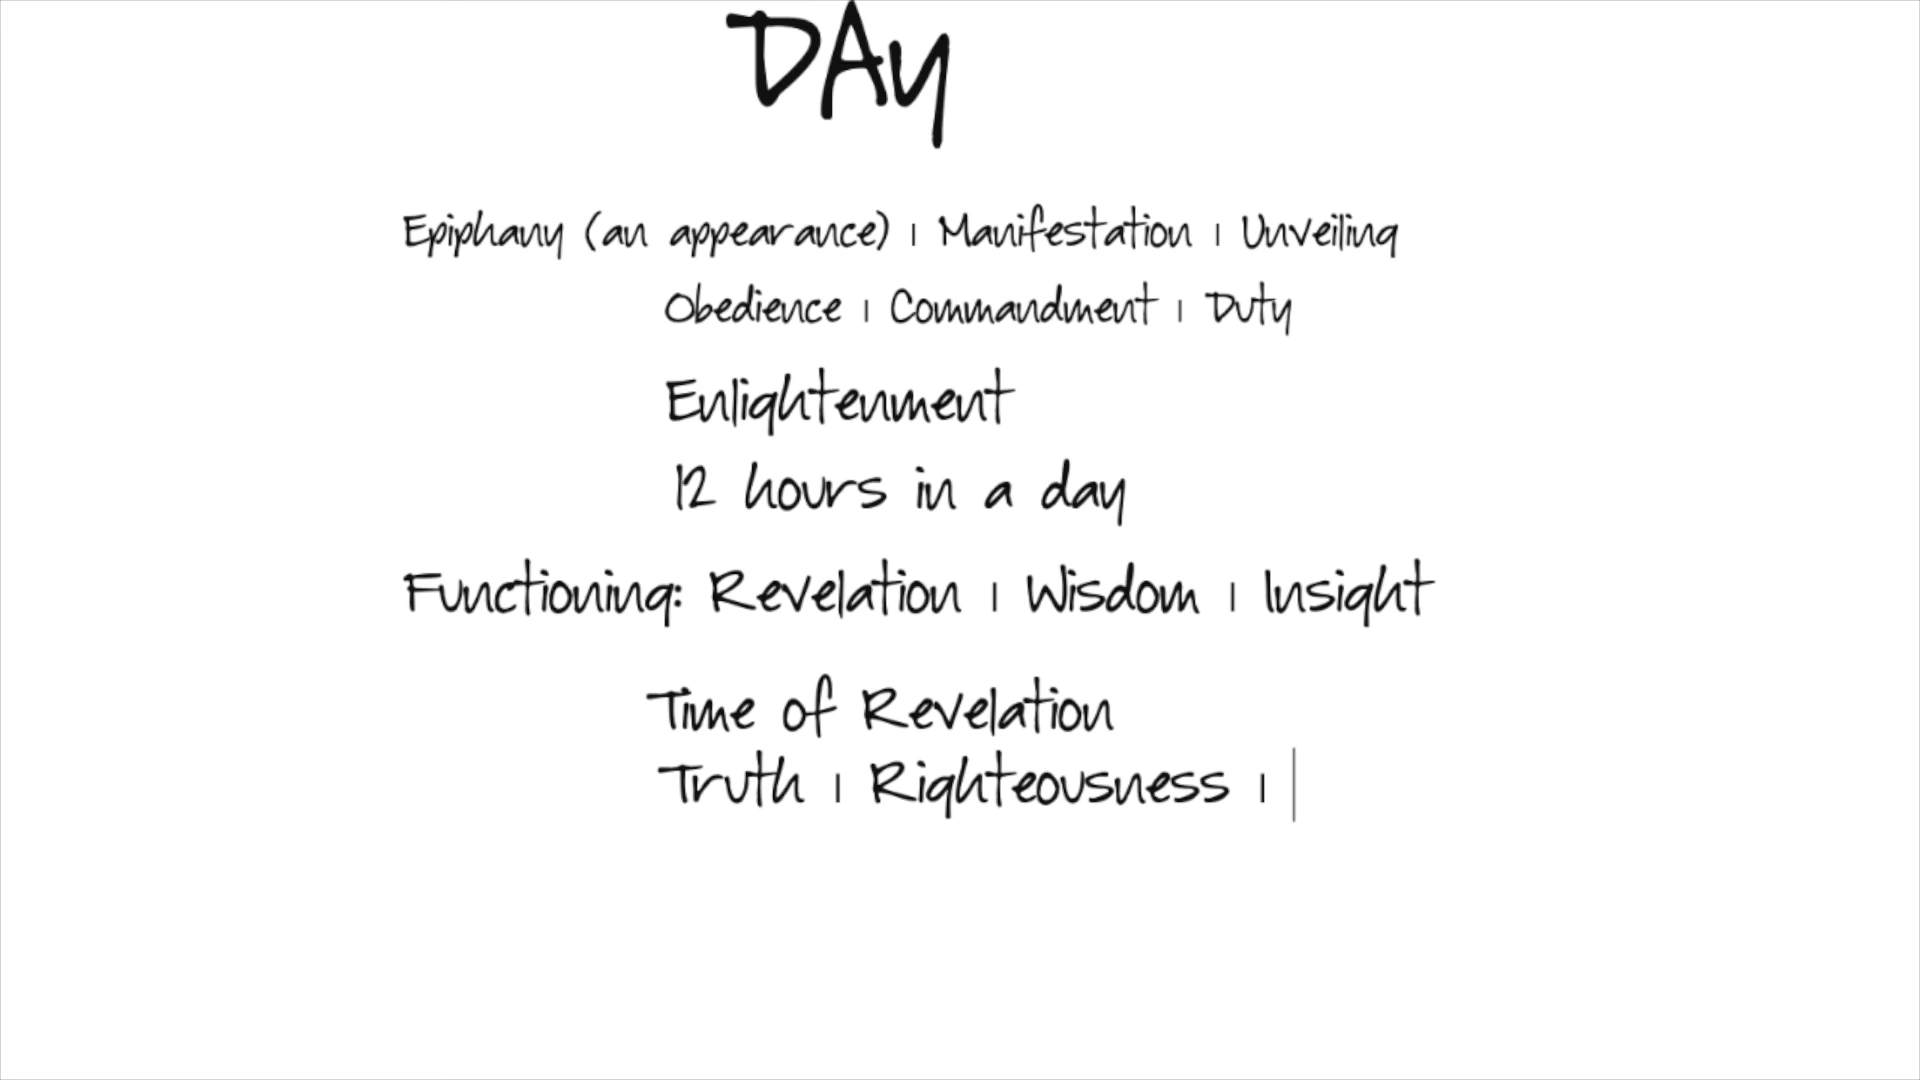 DAy
Epiphany (an appearance) | Manifestation | Unveiling
Obedience | Commandment | Duty
Enlightenment
12 hours in a day
Functioning: Revelation | Wisdom | Insight
Time of Revelation
Truth | Righteousness |